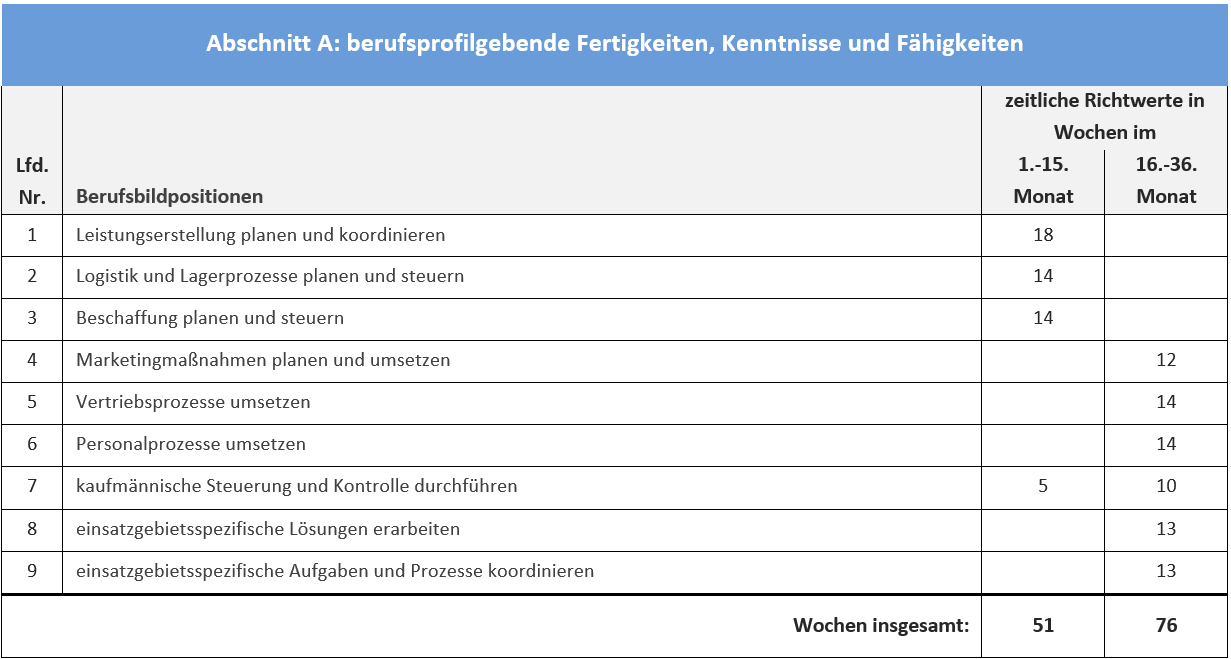 Abschnitt A: berufsprofilgebende Fertigkeiten, Kenntnisse und Fähigkeiten
zeitliche Richtwerte in
Wochen im
Lfd.
Nr. Berufsbildpositionen 1.-15.
Monat 16.-36.
Monat
1 Leistungserstellung planen und koordinieren 18
2 Logistik und Lagerprozesse planen und steuern 14
3 Beschaffung planen und steuern 14
4 Marketingmaßnahmen planen und umsetzen 12
5 Vertriebsprozesse umsetzen 14
6 Personalprozesse umsetzen 14
7 kaufmännische Steuerung und Kontrolle durchführen 5 10
8 einsatzgebietsspezifische Lösungen erarbeiten 13
9 einsatzgebietsspezifische Aufgaben und Prozesse koordinieren 13
Wochen insgesamt: 51 76